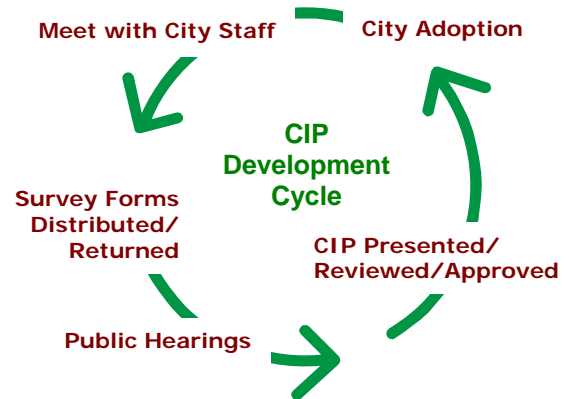 Meet with City Staff
City Adoption
CIP
Development
Cycle
Survey Forms
Distributed/
Returned
CIP Presented/
Reviewed/Approved
Public Hearings